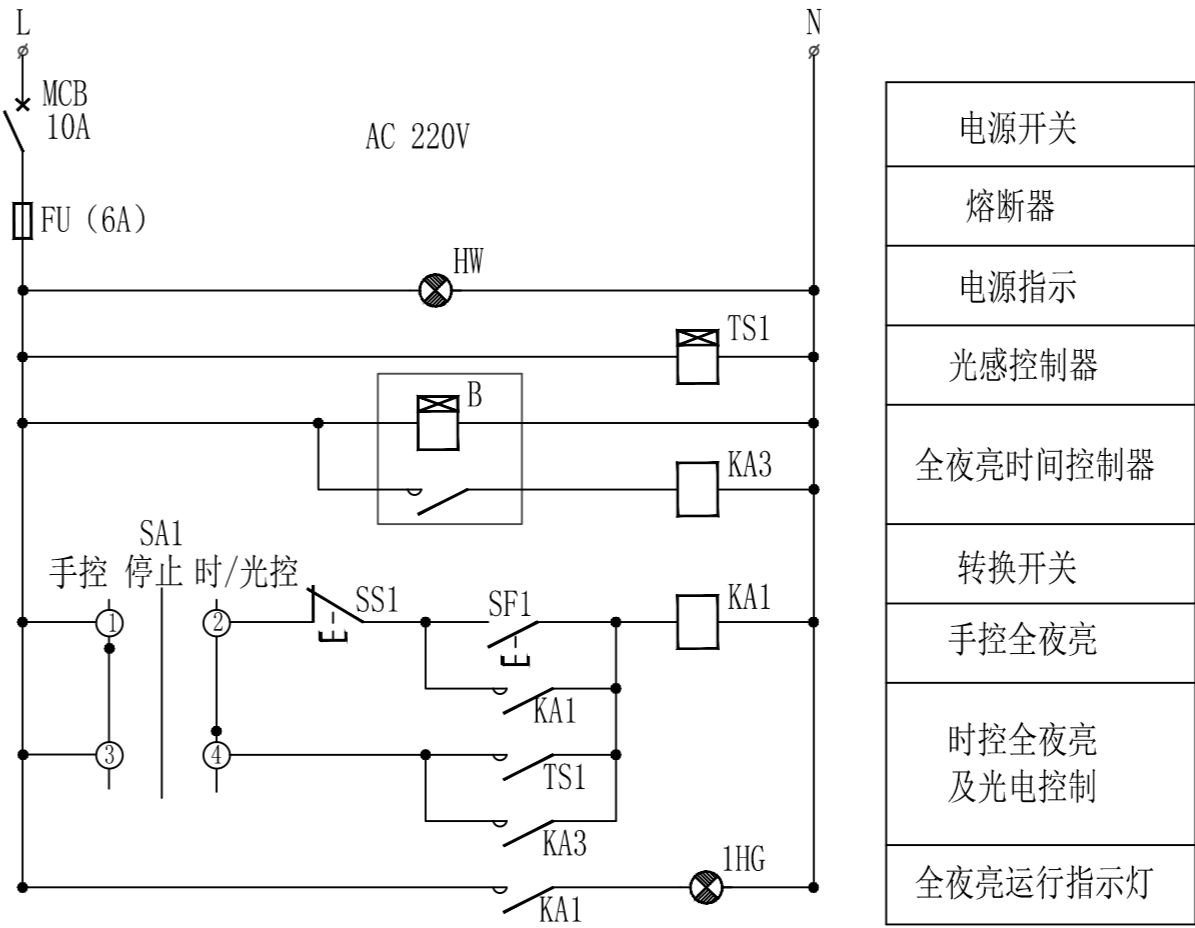 L
N
MCB
10A
AC 220V
FU（6A）
HW
TS1
B
KA3
SA1
手控 停止 时/光控
1
2
SS1
SF1
KA1
KA1
3
4
TS1
KA3
1HG
KA1
电源开关
熔断器
电源指示
光感控制器
全夜亮时间控制器
转换开关
手控全夜亮
时控全夜亮
及光电控制
全夜亮运行指示灯